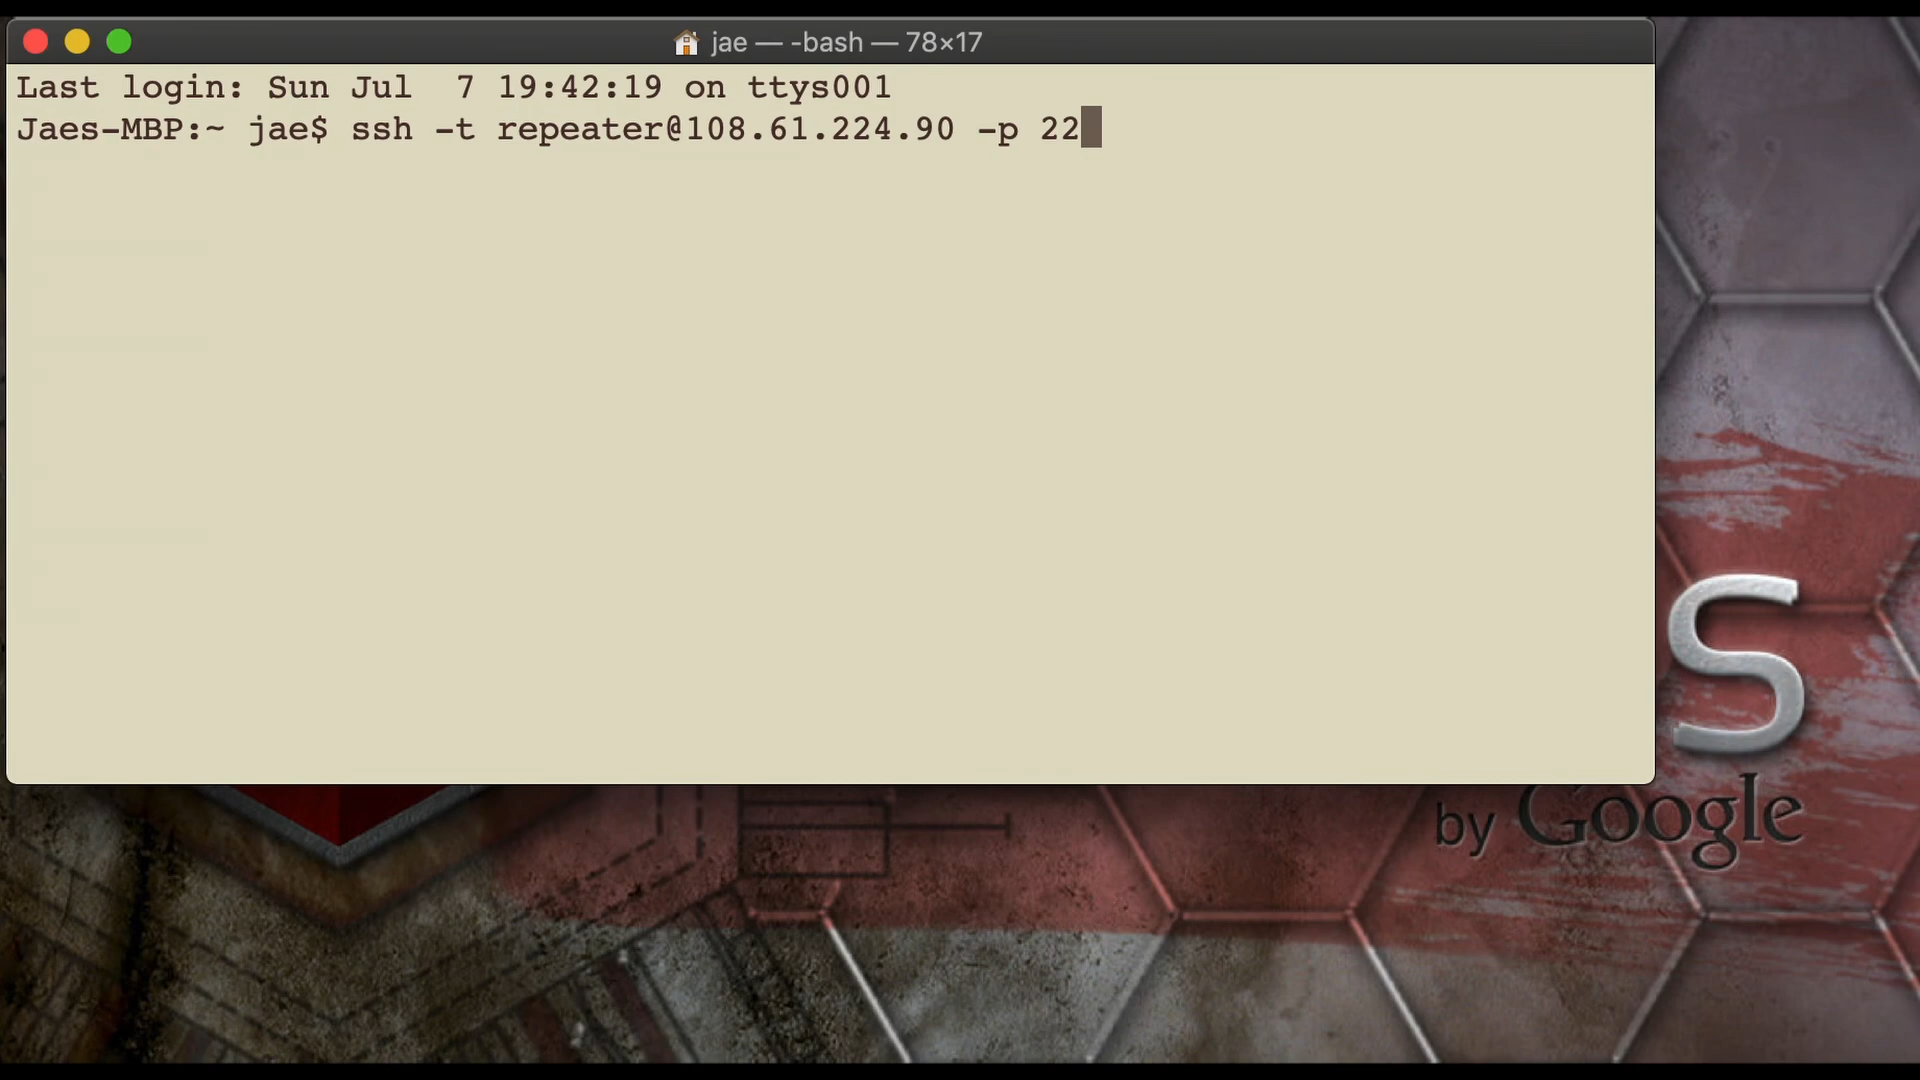 jae — -bash — 78×17
Last login: Sun Jul  7 19:42:19 on ttys001
Jaes-MBP:~ jae$ ssh -t repeater@108.61.224.90 -p 22
S
by Google